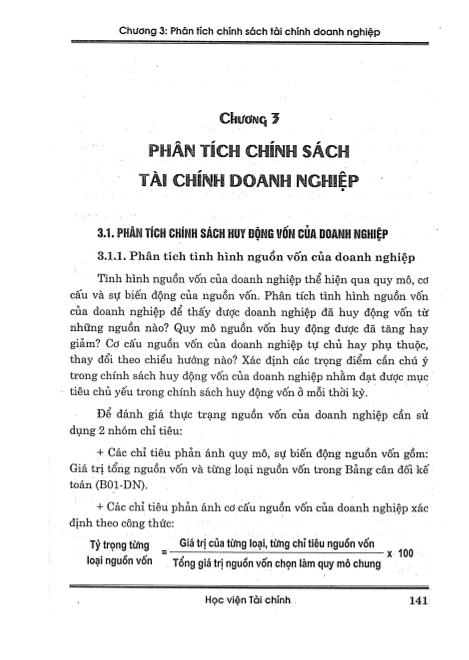 Chương 3: Phân tích chính sách tài chính doanh nghiệp
Chương 3
PHÂN TÍCH CHÍNH SÁCH
TÀI CHÍNH DOANH NGHIỆP
3.1. PHÂN TÍCH CHÍNH SÁCH HUY ĐỘNG VỐN CỦA DOANH NGHIỆP
3.1.1. Phân tích tình hình nguồn vốn của doanh nghiệp
Tình hình nguồn vốn của doanh nghiệp thể hiện qua quy mô, cơ
cấu và sự biến động của nguồn vốn. Phân tích tình hình nguồn vốn
của doanh nghiệp để thấy được doanh nghiệp đã huy động vốn từ
những nguồn nào? Quy mô nguồn vốn huy động được đã tăng hay
giảm? Cơ cấu nguồn vốn của doanh nghiệp tự chủ hay phụ thuộc,
thay đổi theo chiều hướng nào? Xác định các trọng điểm cần chú ý
trong chính sách huy động vốn của doanh nghiệp nhằm đạt được mục
tiêu chủ yếu trong chính sách huy động vốn ở mỗi thời kỳ.
Để đánh giá thực trạng nguồn vốn của doanh nghiệp cần sử
dụng 2 nhóm chỉ tiêu:
+ Các chỉ tiêu phản ánh quy mô, sự biến động nguồn vốn gồm:
Giá trị tổng nguồn vốn và từng loại nguồn vốn trong Bảng cân đối kế
toán (B01-DN).
+ Các chỉ tiêu phản ánh cơ cấu nguồn vốn của doanh nghiệp xác
định theo công thức:
Tỷ trọng từng loại nguồn vốn = Giá trị của từng loại, từng chỉ tiêu nguồn vốn / Tổng giá trị nguồn vốn chọn làm quy mô chung x 100
Học viện Tài chính 141